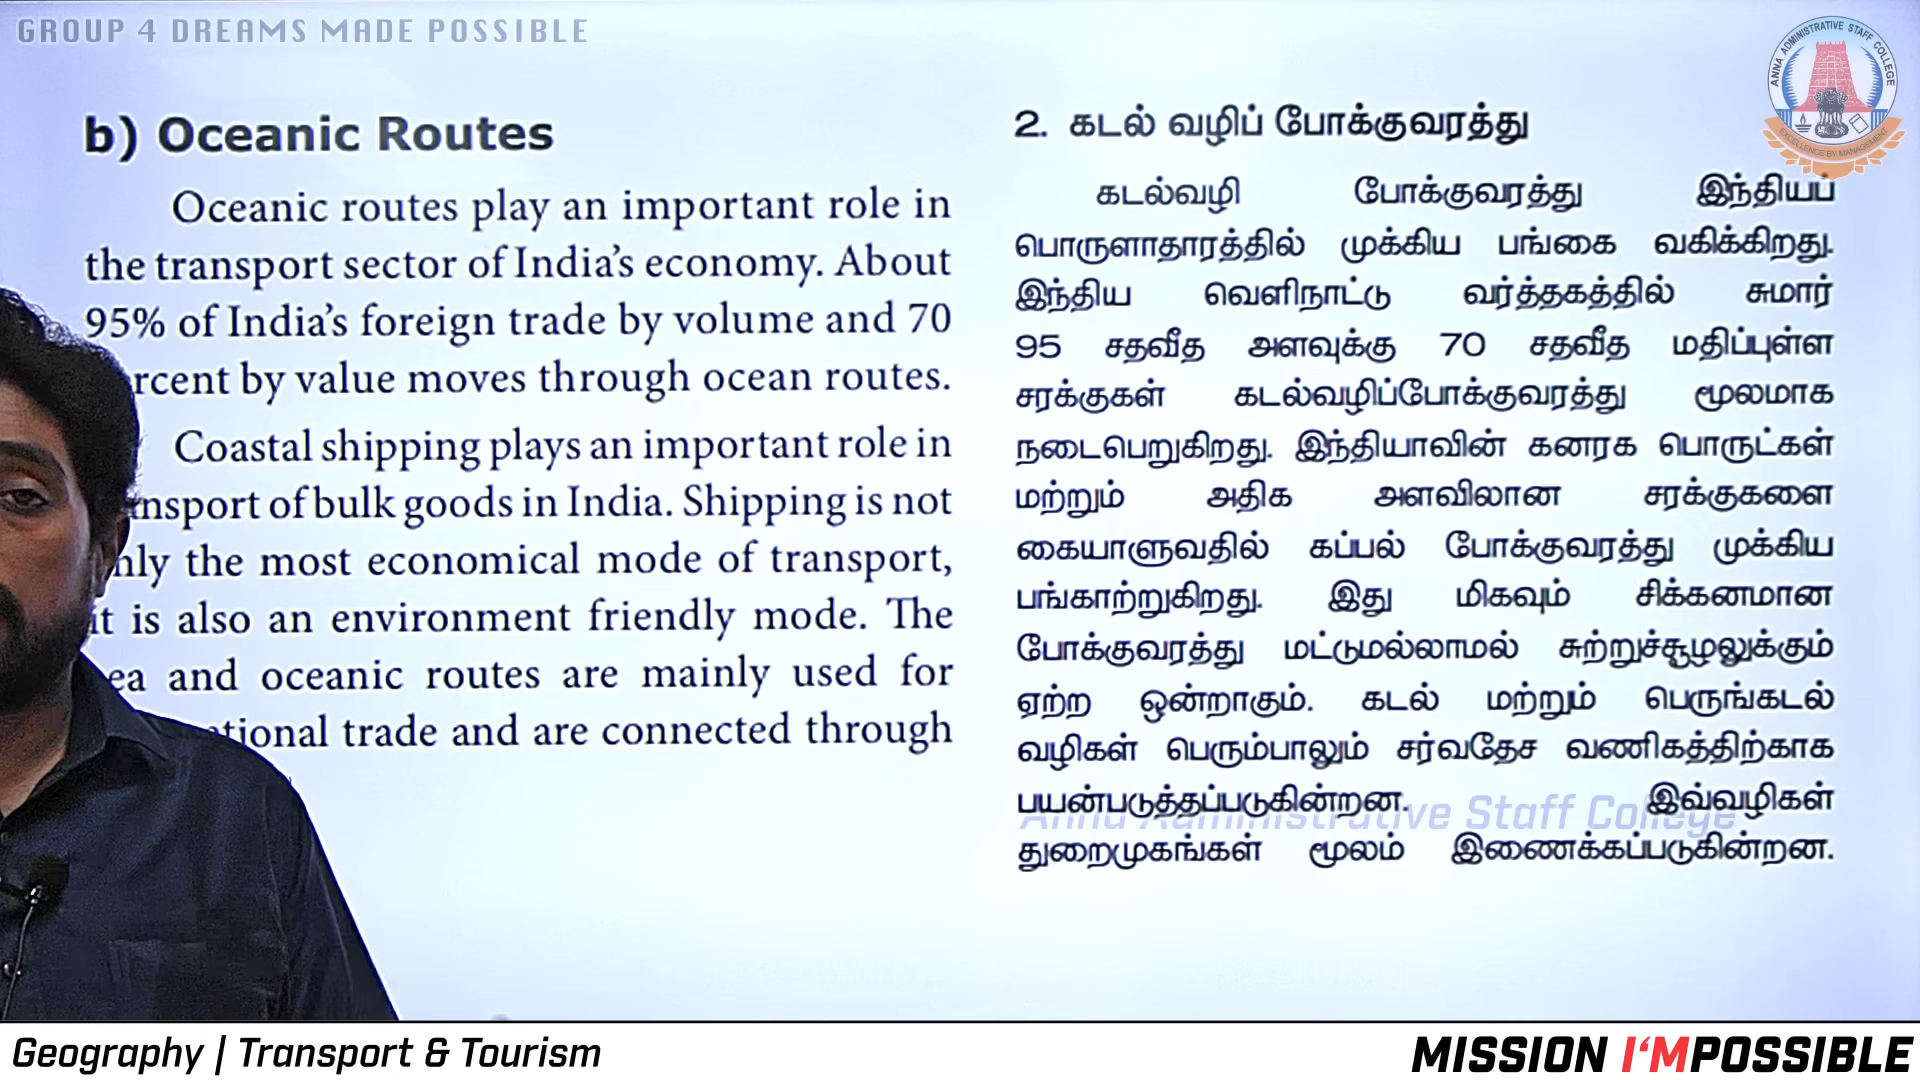 GROUP 4 DREAMS MADE POSSIBLE
ANNA ADMINISTRATIVE STAFF COLLEGE
EXCELLENCE BY MANAGEMENT
b) Oceanic Routes
Oceanic routes play an important role in
the transport sector of India’s economy. About
95% of India’s foreign trade by volume and 70
rcent by value moves through ocean routes.
Coastal shipping plays an important role in
nsport of bulk goods in India. Shipping is not
nly the most economical mode of transport,
it is also an environment friendly mode. The
ea and oceanic routes are mainly used for
tional trade and are connected through
2. கடல் வழிப் போக்குவரத்து
கடல்வழி போக்குவரத்து இந்தியப்
பொருளாதாரத்தில் முக்கிய பங்கை வகிக்கிறது.
இந்திய வெளிநாட்டு வர்த்தகத்தில் சுமார்
95 சதவீத அளவுக்கு 70 சதவீத மதிப்புள்ள
சரக்குகள் கடல்வழிப்போக்குவரத்து மூலமாக
நடைபெறுகிறது. இந்தியாவின் கனரக பொருட்கள்
மற்றும் அதிக அளவிலான சரக்குகளை
கையாளுவதில் கப்பல் போக்குவரத்து முக்கிய
பங்காற்றுகிறது. இது மிகவும் சிக்கனமான
போக்குவரத்து மட்டுமல்லாமல் சுற்றுச்சூழலுக்கும்
ஏற்ற ஒன்றாகும். கடல் மற்றும் பெருங்கடல்
வழிகள் பெரும்பாலும் சர்வதேச வணிகத்திற்காக
பயன்படுத்தப்படுகின்றன. இவ்வழிகள்
துறைமுகங்கள் மூலம் இணைக்கப்படுகின்றன.
Anna Administrative Staff College
Geography | Transport & Tourism
MISSION I'MPOSSIBLE